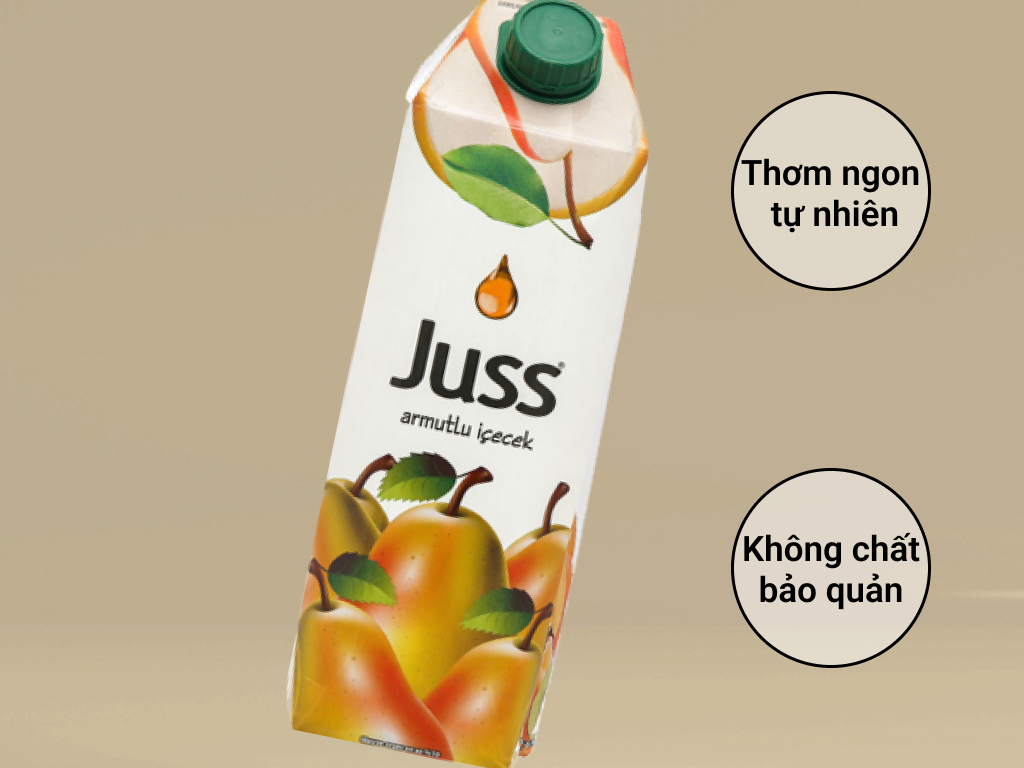 Juss
armutlu içecek
Thơm ngon
tự nhiên
Không chất
bảo quản